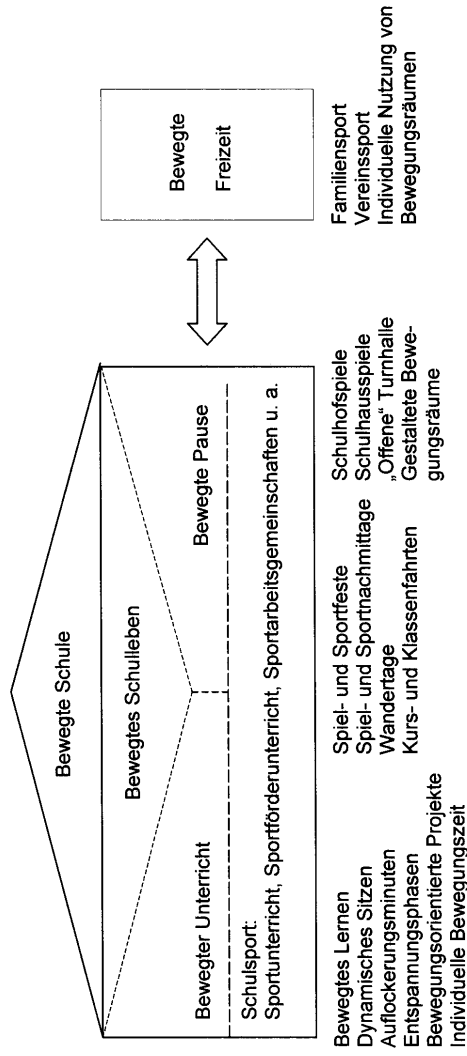 Bewegte Schule
Bewegtes Schulleben
Bewegter Unterricht
Bewegte Pause
Schulsport:
Sportunterricht, Sportförderunterricht, Sportarbeitsgemeinschaften u. a.
Bewegte
Freizeit
Bewegtes Lernen
Dynamisches Sitzen
Auflockerungsminuten
Entspannungsphasen
Bewegungsorientierte Projekte
Individuelle Bewegungszeit
Spiel- und Sportfeste
Spiel- und Sportnachmittage
Wandertage
Kurs- und Klassenfahrten
Schulhofspiele
Schulhausspiele
„Offene“ Turnhalle
Gestaltete Bewe-
gungsräume
Familiensport
Vereinssport
Individuelle Nutzung von
Bewegungsräumen